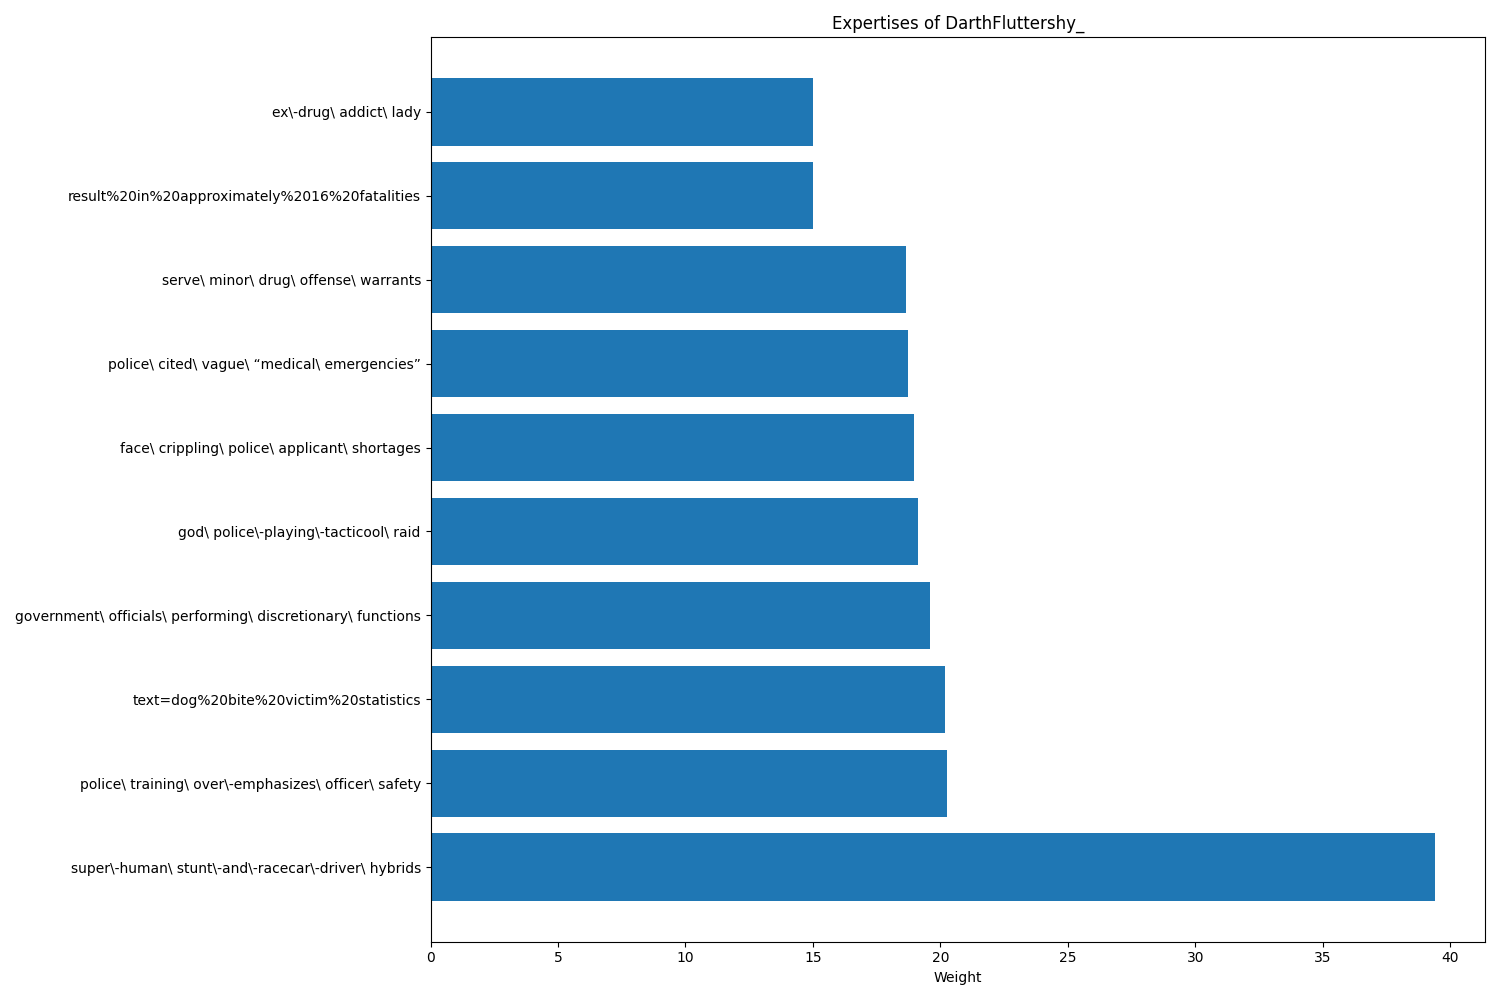 Expertises of DarthFluttershy_
ex\-drug\ addict\ lady
result%20in%20approximately%2016%20fatalities
serve\ minor\ drug\ offense\ warrants
police\ cited\ vague\ “medical\ emergencies”
face\ crippling\ police\ applicant\ shortages
god\ police\-playing\-tacticool\ raid
government\ officials\ performing\ discretionary\ functions
text=dog%20bite%20victim%20statistics
police\ training\ over\-emphasizes\ officer\ safety
super\-human\ stunt\-and\-racecar\-driver\ hybrids
0 5 10 15 20 25 30 35 40
Weight